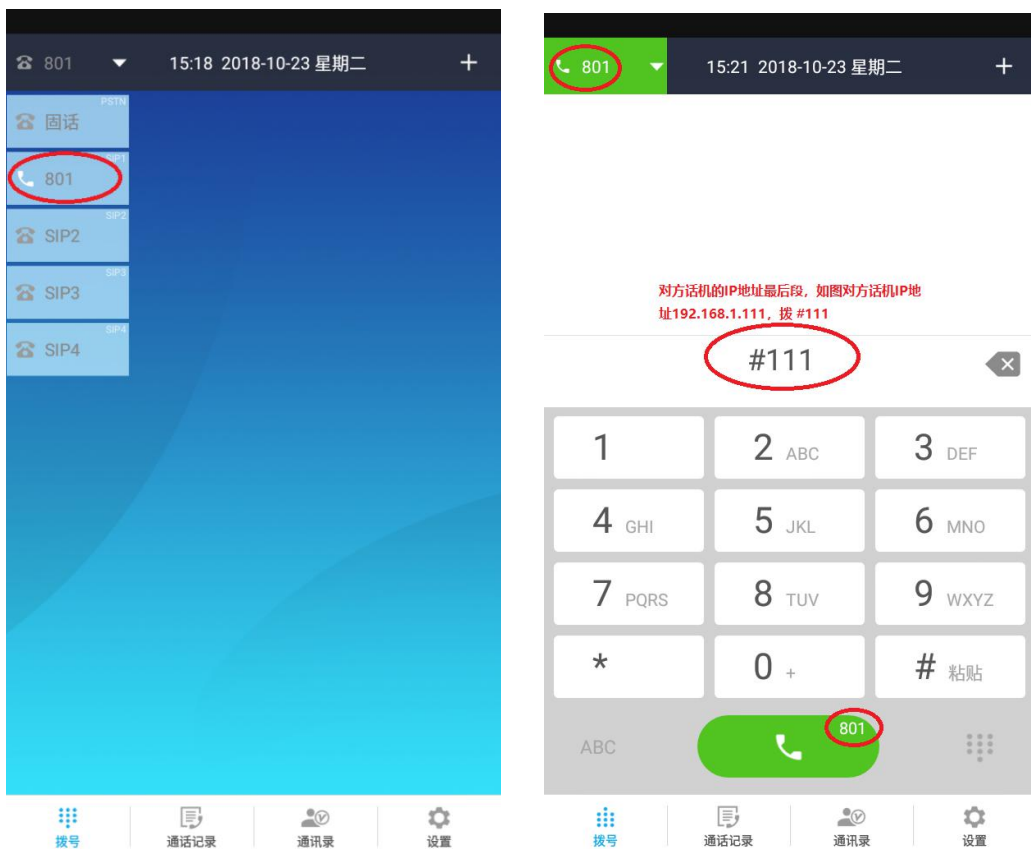 801
15:18 2018-10-23 星期二
+
PSTN
固话
SIP1
801
SIP2
SIP2
SIP3
SIP3
SIP4
SIP4
拨号
通话记录
通讯录
设置
801
15:21 2018-10-23 星期二
+
对方话机的IP地址最后段，如图对方话机IP地
址192.168.1.111，拨 #111
#111
1
2 ABC
3 DEF
4 GHI
5 JKL
6 MNO
7 PQRS
8 TUV
9 WXYZ
*
0 +
# 粘贴
ABC
801
拨号
通话记录
通讯录
设置